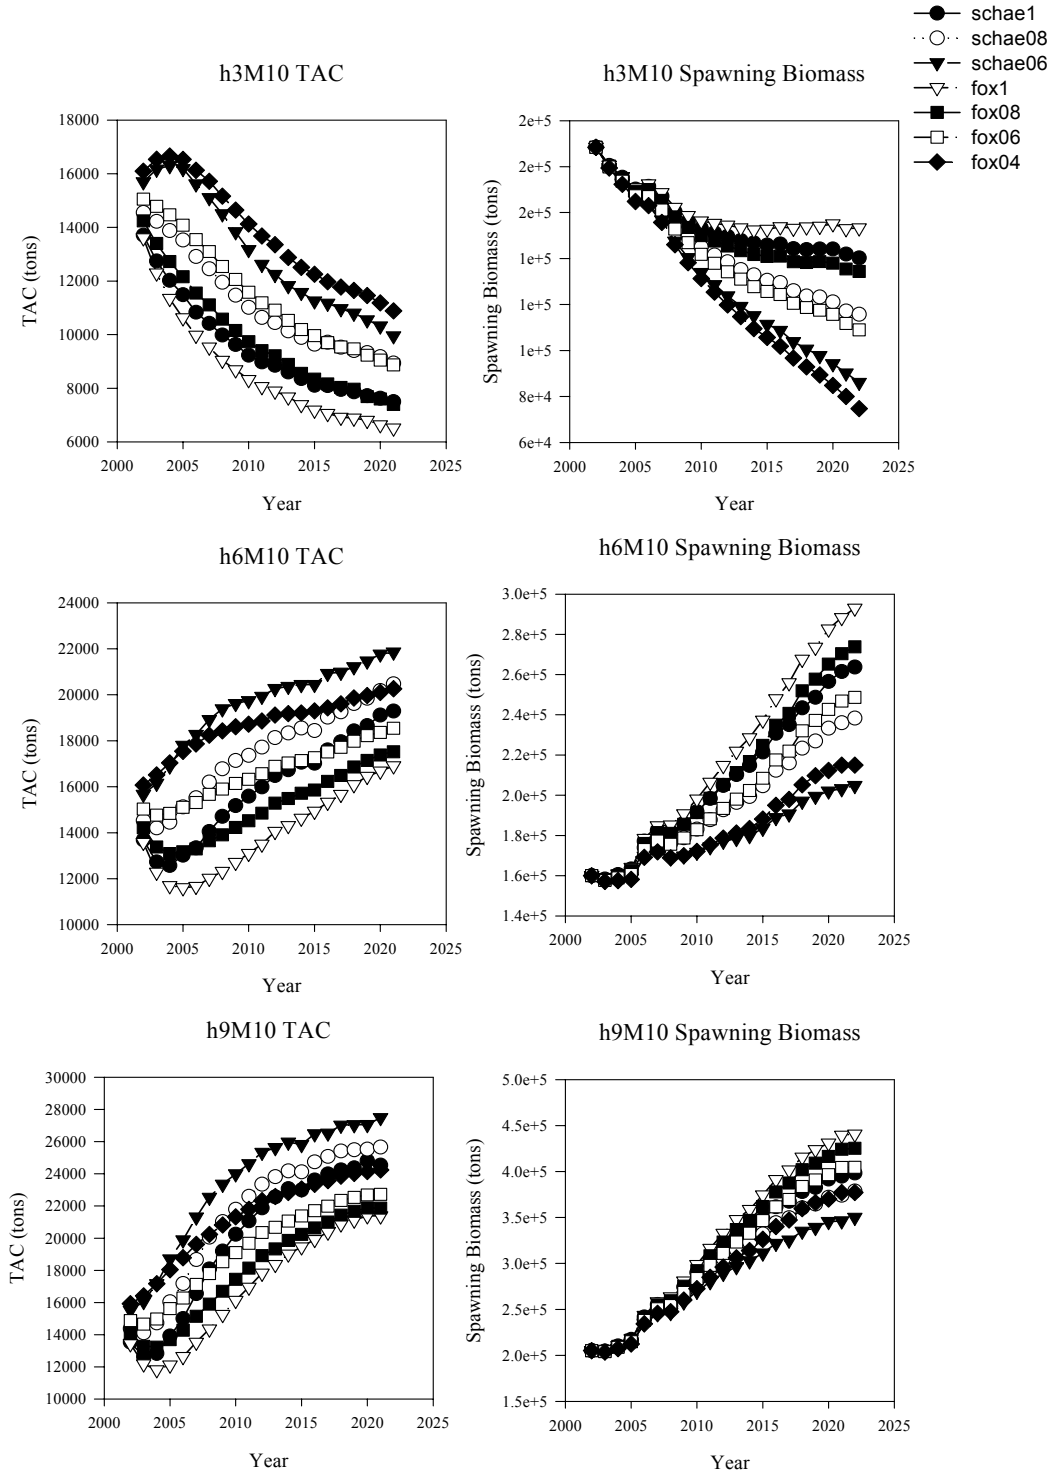 schae1
schae08
schae06
fox1
fox08
fox06
fox04
h3M10 TAC
18000
16000
14000
12000
10000
8000
6000
TAC (tons)
2000 2005 2010 2015 2020 2025
Year
h3M10 Spawning Biomass
2e+5
2e+5
2e+5
1e+5
1e+5
1e+5
8e+4
6e+4
Spawning Biomass (tons)
2000 2005 2010 2015 2020 2025
Year
h6M10 TAC
24000
22000
20000
18000
16000
14000
12000
10000
TAC (tons)
2000 2005 2010 2015 2020 2025
Year
h6M10 Spawning Biomass
3.0e+5
2.8e+5
2.6e+5
2.4e+5
2.2e+5
2.0e+5
1.8e+5
1.6e+5
1.4e+5
Spawning Biomass (tons)
2000 2005 2010 2015 2020 2025
Year
h9M10 TAC
30000
28000
26000
24000
22000
20000
18000
16000
14000
12000
10000
TAC (tons)
2000 2005 2010 2015 2020 2025
Year
h9M10 Spawning Biomass
5.0e+5
4.5e+5
4.0e+5
3.5e+5
3.0e+5
2.5e+5
2.0e+5
1.5e+5
Spawning Biomass (tons)
2000 2005 2010 2015 2020 2025
Year